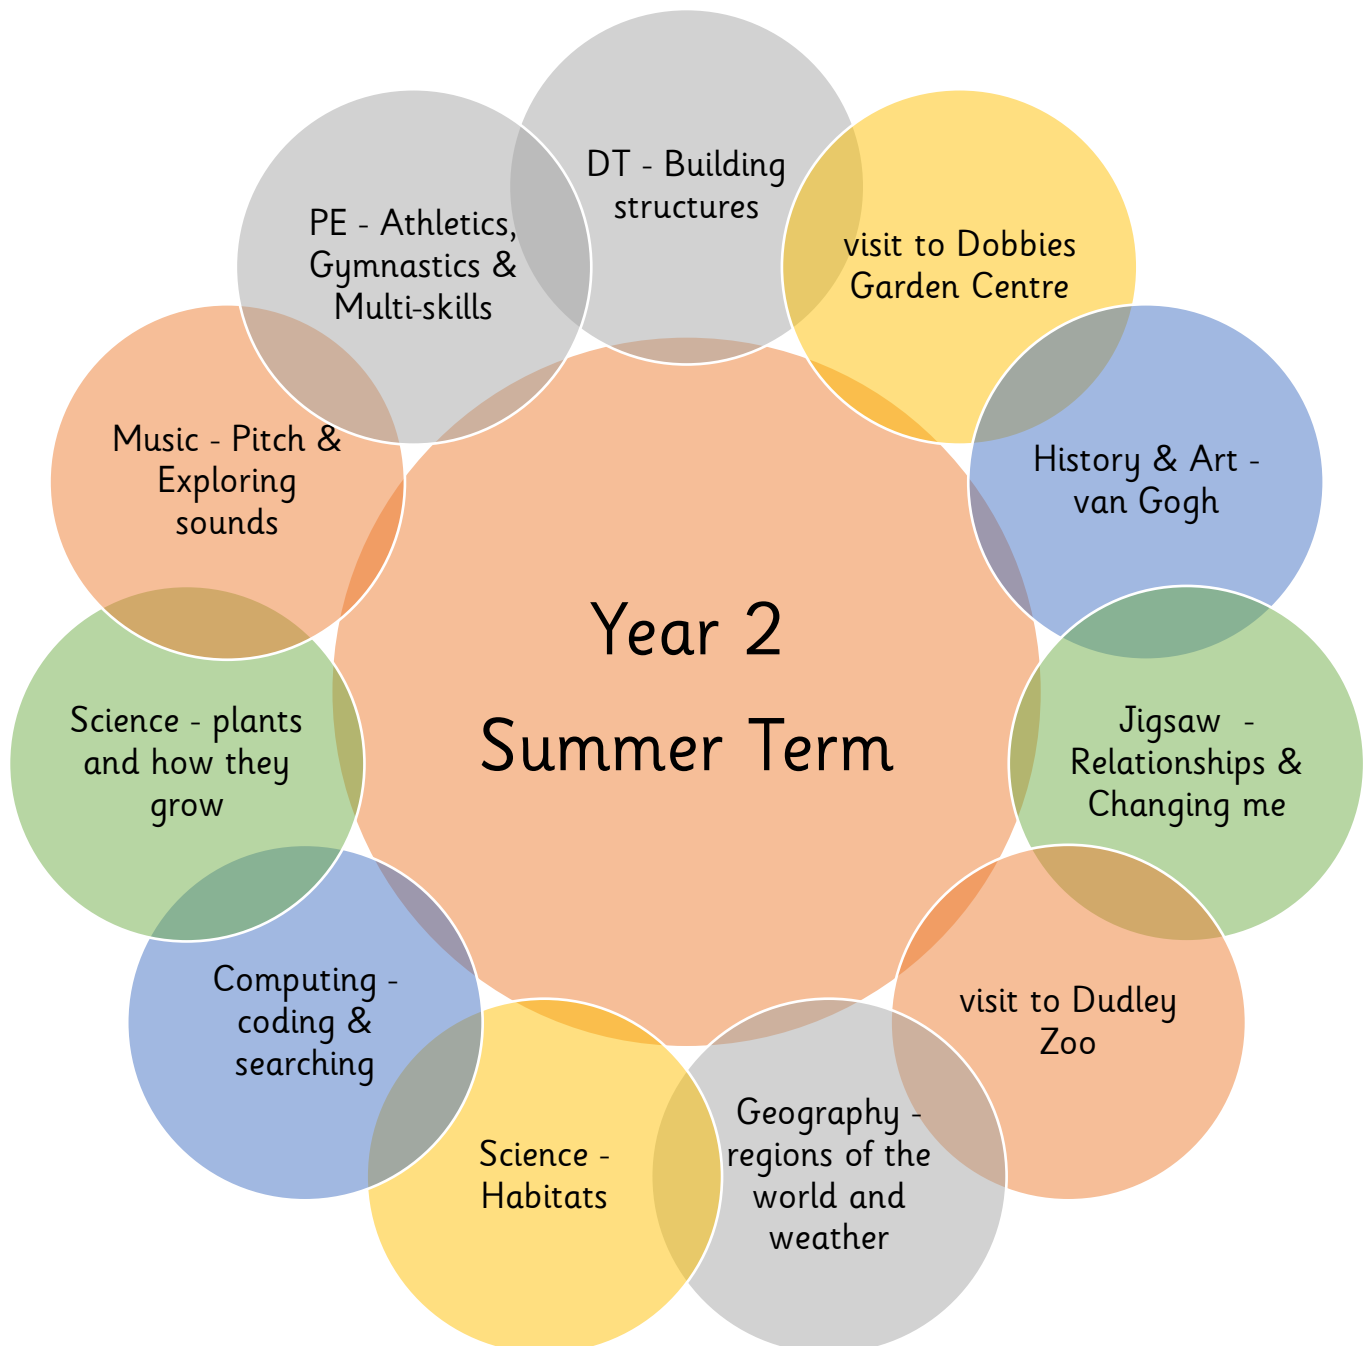 DT - Building
structures
visit to Dobbies
Garden Centre
History & Art -
van Gogh
Jigsaw  -
Relationships &
Changing me
visit to Dudley
Zoo
Geography -
regions of the
world and
weather
Science -
Habitats
Computing -
coding &
searching
Science - plants
and how they
grow
Music - Pitch &
Exploring
sounds
PE - Athletics,
Gymnastics &
Multi-skills
Year 2
Summer Term